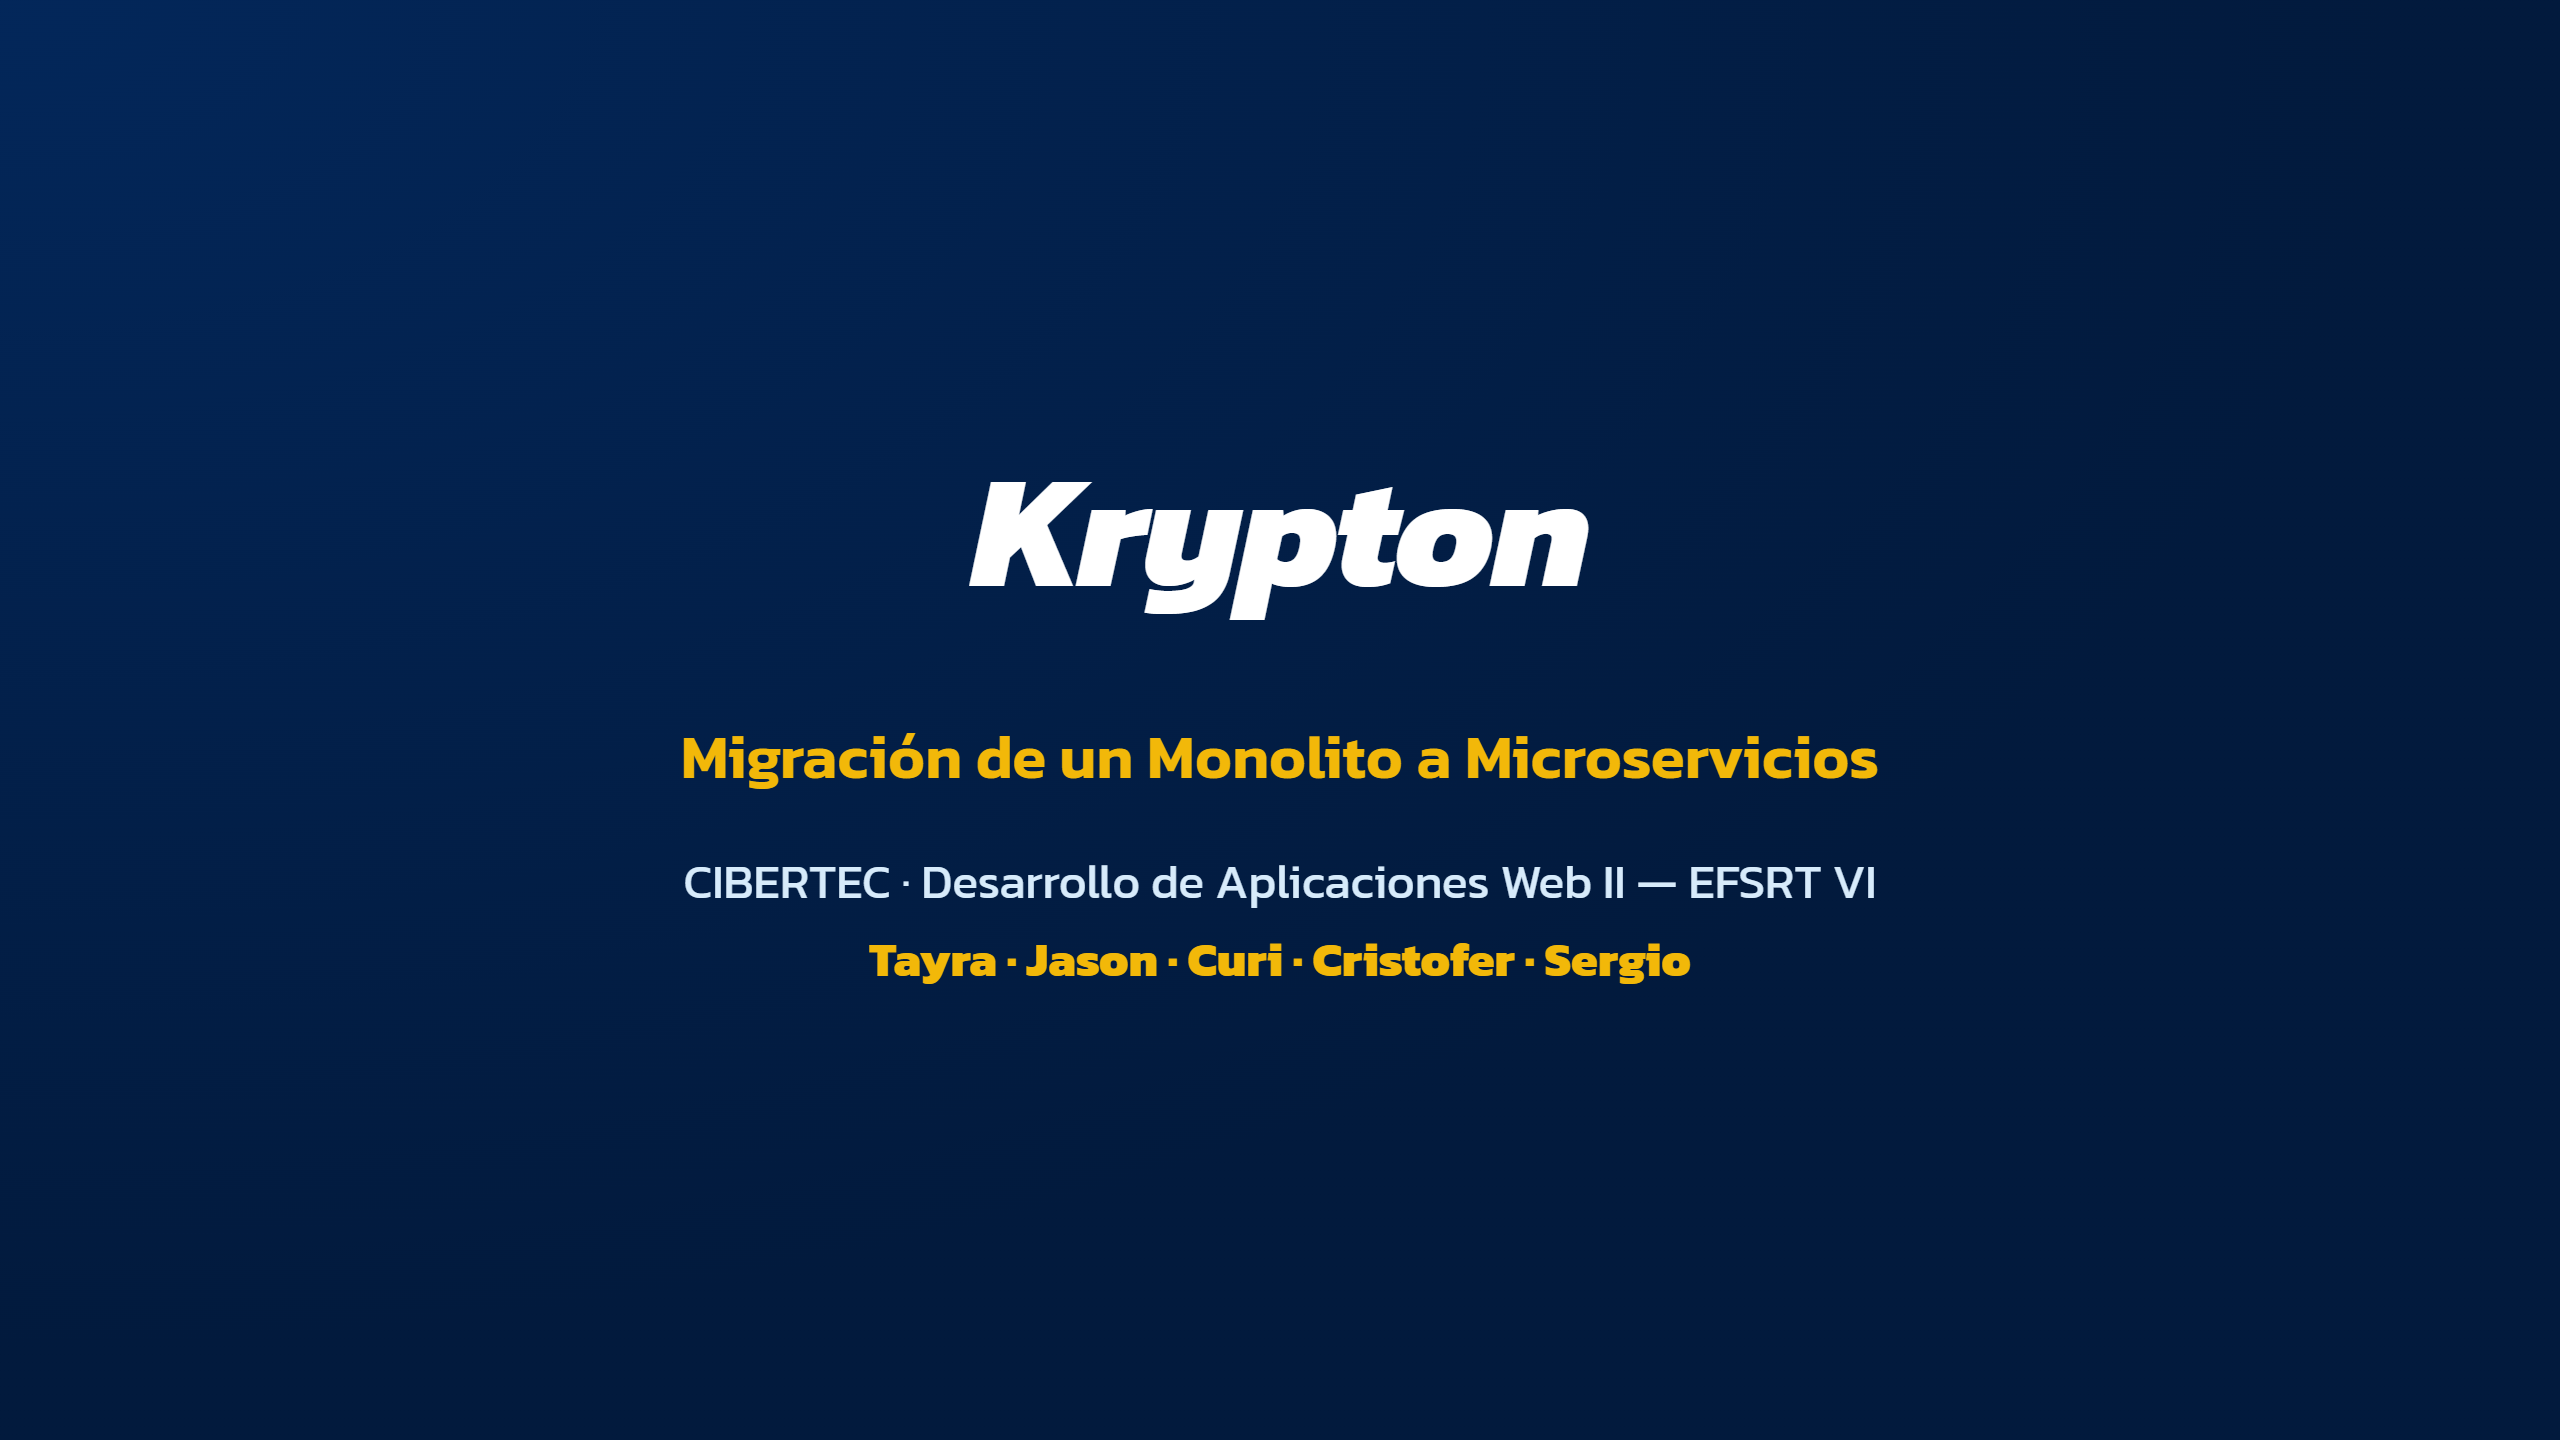 Krypton
Migración de un Monolito a Microservicios
CIBERTEC · Desarrollo de Aplicaciones Web II — EFSRT VI
Tayra · Jason · Curi · Cristofer · Sergio